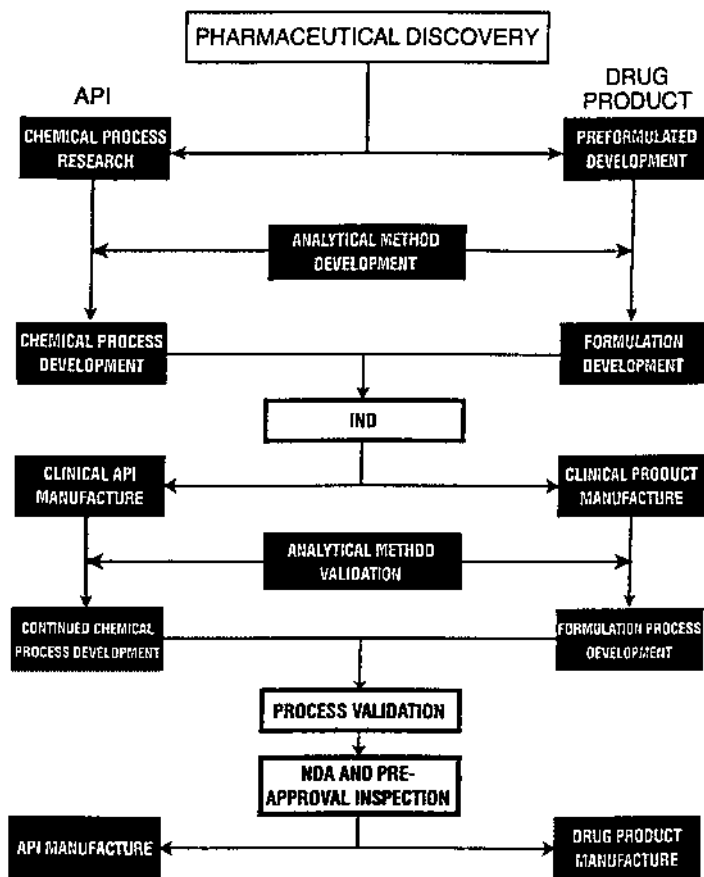 PHARMACEUTICAL DISCOVERY
API
DRUG
PRODUCT
CHEMICAL PROCESS
RESEARCH
PREFORMULATED
DEVELOPMENT
ANALYTICAL METHOD
DEVELOPMENT
CHEMICAL PROCESS
DEVELOPMENT
FORMULATION
DEVELOPMENT
IND
CLINICAL API
MANUFACTURE
CLINICAL PRODUCT
MANUFACTURE
ANALYTICAL METHOD
VALIDATION
CONTINUED CHEMICAL
PROCESS DEVELOPMENT
FORMULATION PROCESS
DEVELOPMENT
PROCESS VALIDATION
NDA AND PRE-
APPROVAL INSPECTION
API MANUFACTURE
DRUG PRODUCT
MANUFACTURE